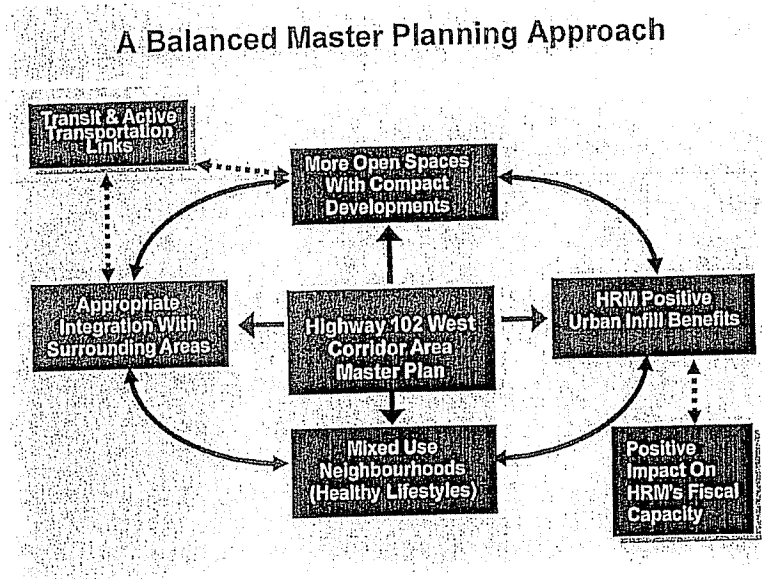 A Balanced Master Planning Approach
Transit & Active
Transportation
Links
More Open Spaces
With Compact
Developments
Appropriate
Integration With
Surrounding Areas
Highway 102 West
Corridor Area
Master Plan
HRM Positive
Urban Infill Benefits
Mixed Use
Neighbourhoods
(Healthy Lifestyles)
Positive
Impact On
HRM's Fiscal
Capacity